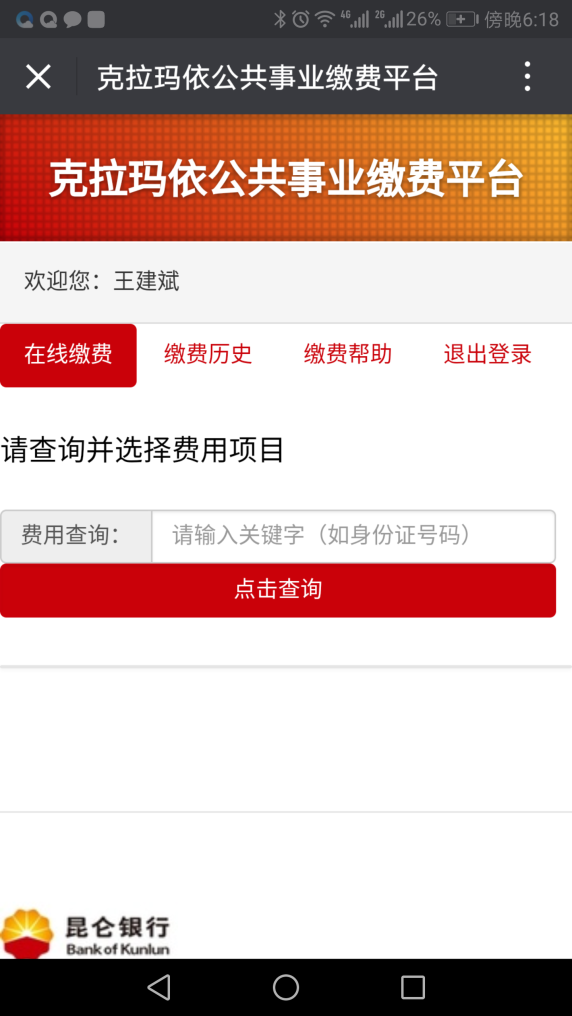 4G 2G 26% 傍晚6:18
克拉玛依公共事业缴费平台
克拉玛依公共事业缴费平台
欢迎您：王建斌
在线缴费 缴费历史 缴费帮助 退出登录
请查询并选择费用项目
费用查询： 请输入关键字（如身份证号码）
点击查询
昆仑银行
Bank of Kunlun